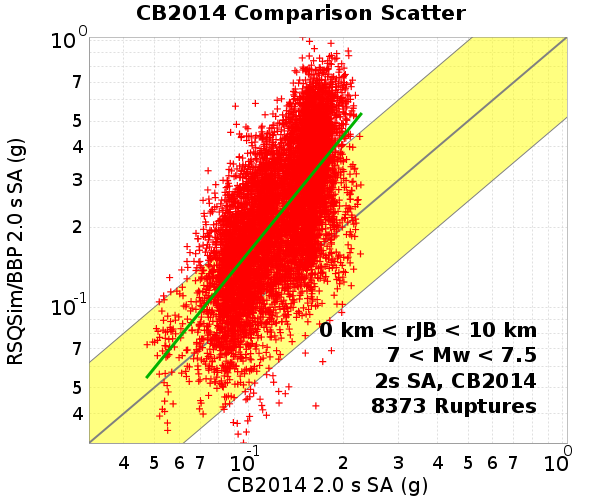 CB2014 Comparison Scatter
RSQSim/BBP 2.0 s SA (g)
10^0
7
5
4
3
2
10^-1
7
5
4
0 km < rJB < 10 km
7 < Mw < 7.5
2s SA, CB2014
8373 Ruptures
4 5 6 7 10^-1 2 3 4 5 6 7 10^0
CB2014 2.0 s SA (g)